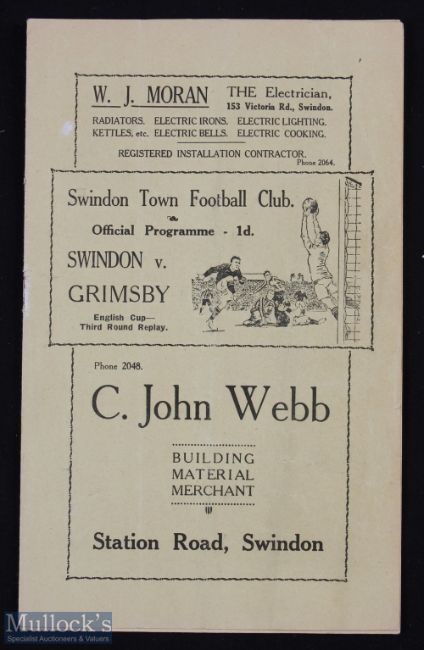 W. J. MORAN THE Electrician,
153 Victoria Rd., Swindon.
RADIATORS. ELECTRIC IRONS. ELECTRIC LIGHTING.
KETTLES, etc. ELECTRIC BELLS. ELECTRIC COOKING.
REGISTERED INSTALLATION CONTRACTOR.
Phone 2064.
Swindon Town Football Club.
Official Programme - 1d.
SWINDON v.
GRIMSBY
English Cup—
Third Round Replay.
Phone 2048.
C. John Webb
BUILDING
MATERIAL
MERCHANT
Station Road, Swindon
Mullock's
Specialist Auctioneers & Valuers